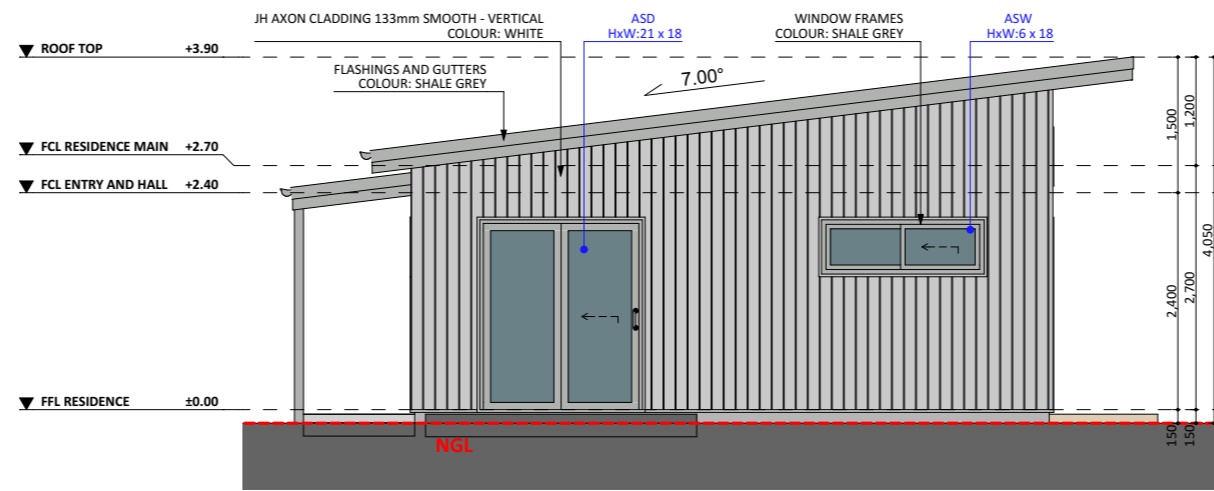 JH AXON CLADDING 133mm SMOOTH - VERTICAL
COLOUR: WHITE
ASD
HxW:21 x 18
WINDOW FRAMES
COLOUR: SHALE GREY
ASW
HxW:6 x 18
ROOF TOP +3.90
FLASHINGS AND GUTTERS
COLOUR: SHALE GREY
7.00°
1,500
1,200
FCL RESIDENCE MAIN +2.70
FCL ENTRY AND HALL +2.40
4,050
2,400
2,700
FFL RESIDENCE ±0.00
NGL
150
150